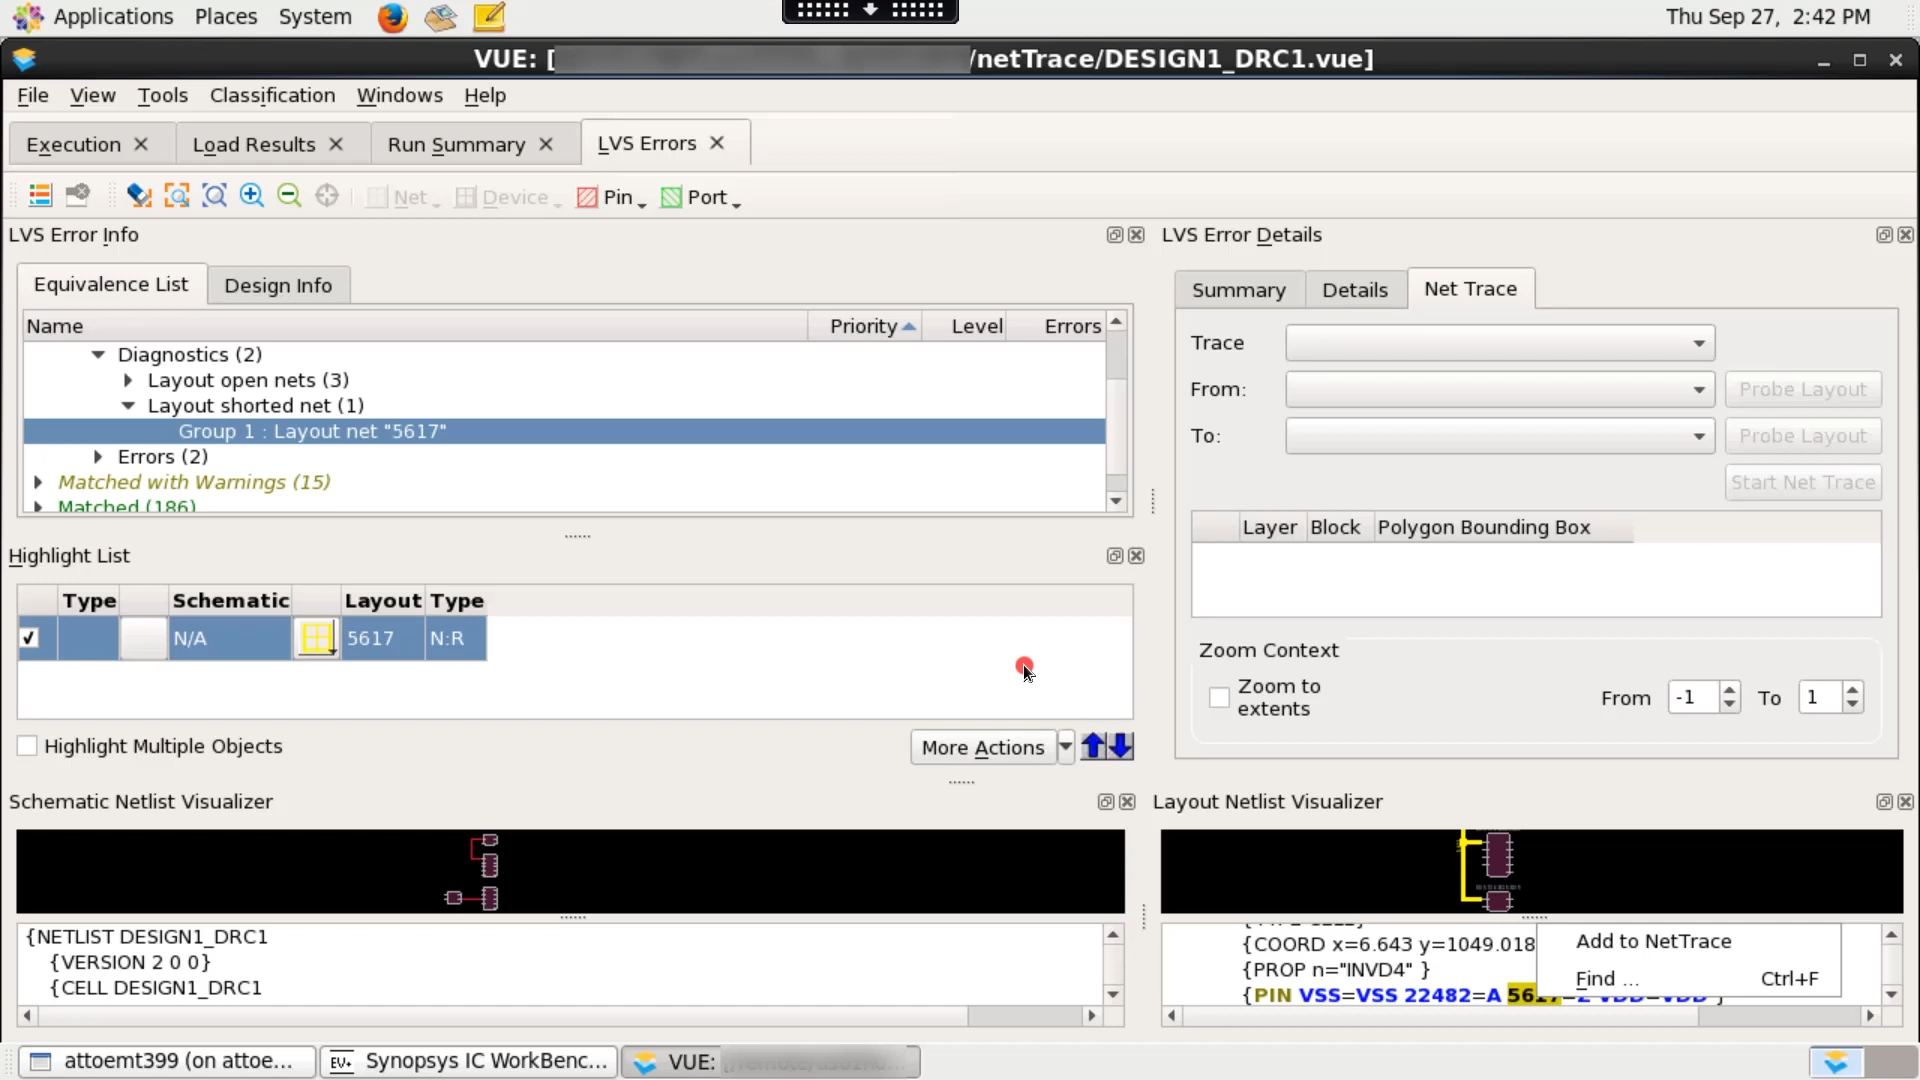 Applications Places System
Thu Sep 27, 2:42 PM
VUE: [ /netTrace/DESIGN1_DRC1.vue]
File View Tools Classification Windows Help
Execution Load Results Run Summary LVS Errors
Net Device Pin Port
LVS Error Info
Equivalence List Design Info
Name Priority Level Errors
Diagnostics (2)
Layout open nets (3)
Layout shorted net (1)
Group 1 : Layout net "5617"
Errors (2)
Matched with Warnings (15)
Matched (186)
Highlight List
Type Schematic Layout Type
N/A 5617 N:R
Highlight Multiple Objects
More Actions
LVS Error Details
Summary Details Net Trace
Trace
From: Probe Layout
To: Probe Layout
Start Net Trace
Layer Block Polygon Bounding Box
Zoom Context
Zoom to
extents
From -1 To 1
Schematic Netlist Visualizer
{NETLIST DESIGN1_DRC1
{VERSION 2 0 0}
{CELL DESIGN1_DRC1
Layout Netlist Visualizer
{COORD x=6.643 y=1049.018
{PROP n="INVD4" }
{PIN VSS=VSS 22482=A 5617=Z VDD=VDD }
Add to NetTrace
Find ... Ctrl+F
attoemt399 (on attoe...
EV+ Synopsys IC WorkBenc...
VUE: